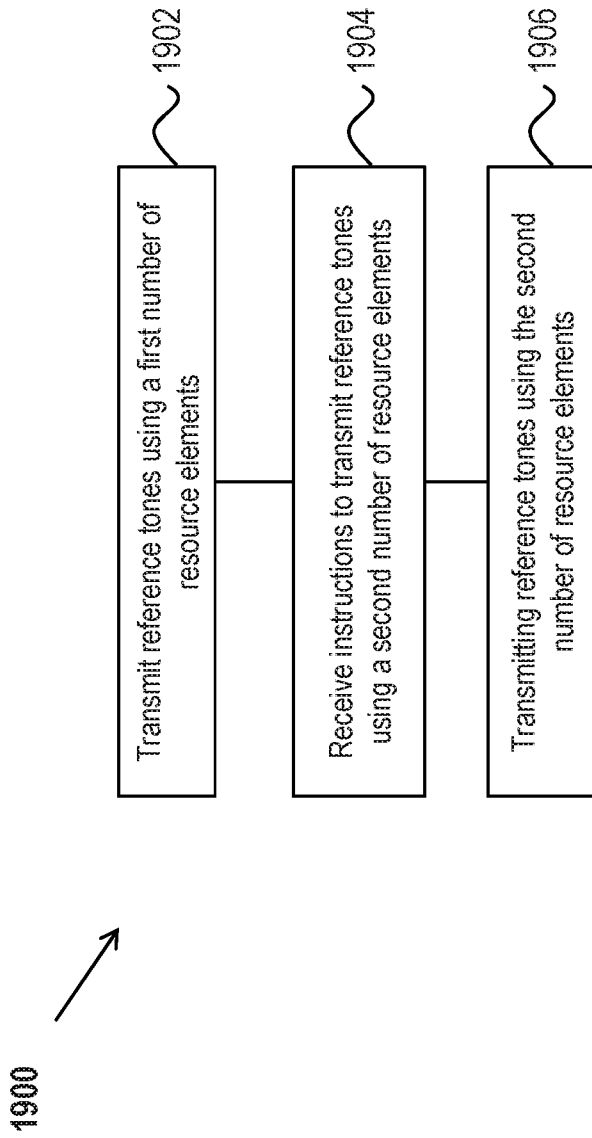 1900
Transmit reference tones using a first number of
resource elements
1902
Receive instructions to transmit reference tones
using a second number of resource elements
1904
Transmitting reference tones using the second
number of resource elements
1906